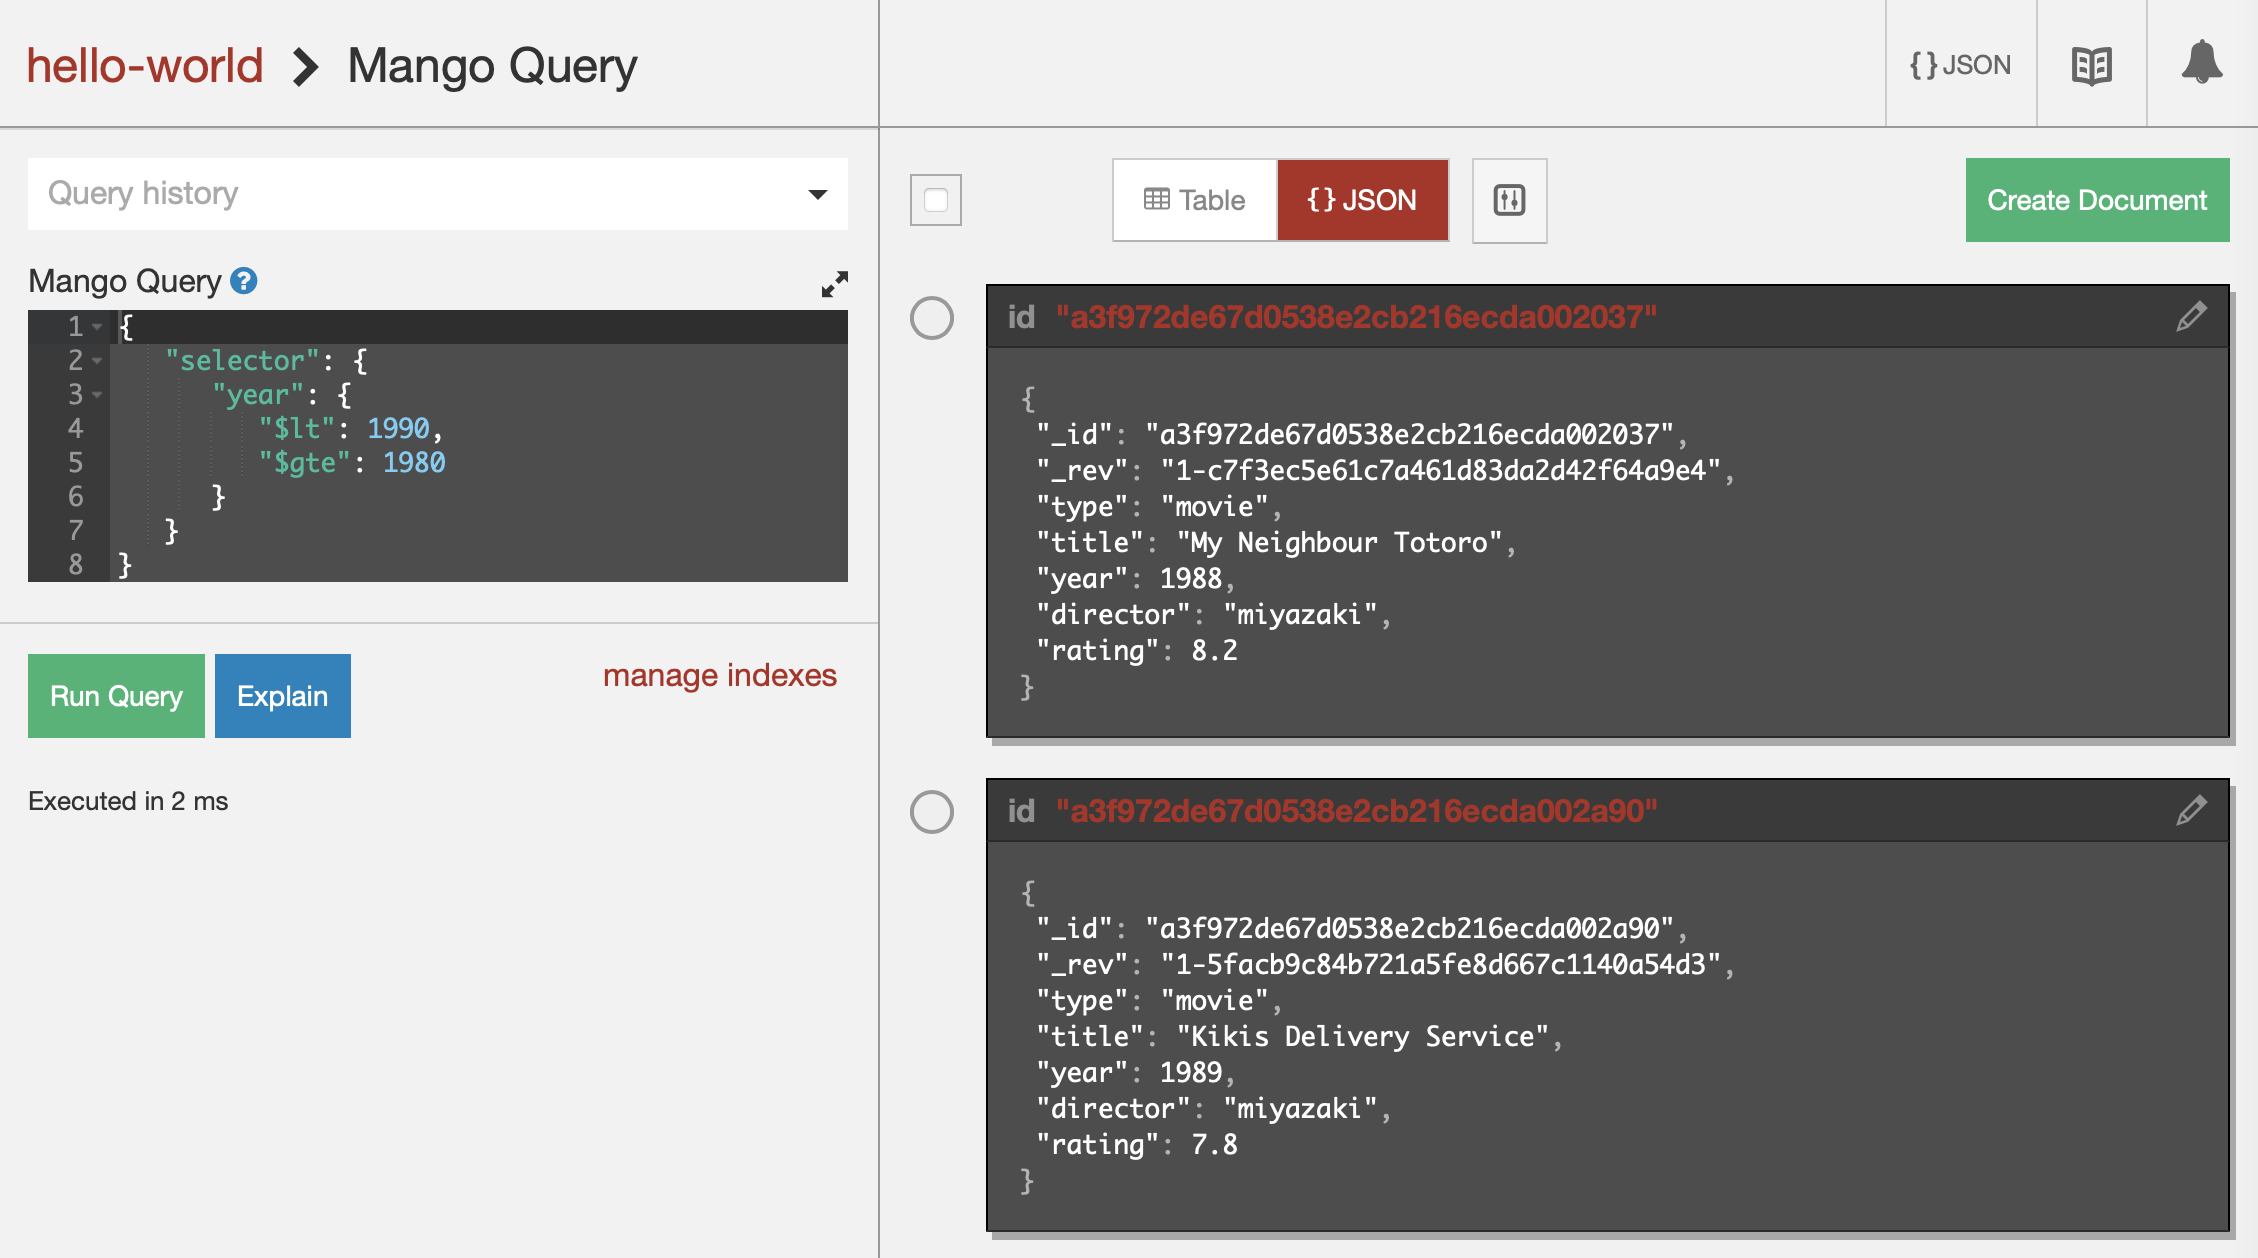 hello-world > Mango Query
{} JSON
Query history
Mango Query ?
1 {
2 "selector": {
3 "year": {
4 "$lt": 1990,
5 "$gte": 1980
6 }
7 }
8 }
Run Query
Explain
manage indexes
Executed in 2 ms
Table
{} JSON
Create Document
id "a3f972de67d0538e2cb216ecda002037"
{
"_id": "a3f972de67d0538e2cb216ecda002037",
"_rev": "1-c7f3ec5e61c7a461d83da2d42f64a9e4",
"type": "movie",
"title": "My Neighbour Totoro",
"year": 1988,
"director": "miyazaki",
"rating": 8.2
}
id "a3f972de67d0538e2cb216ecda002a90"
{
"_id": "a3f972de67d0538e2cb216ecda002a90",
"_rev": "1-5facb9c84b721a5fe8d667c1140a54d3",
"type": "movie",
"title": "Kikis Delivery Service",
"year": 1989,
"director": "miyazaki",
"rating": 7.8
}